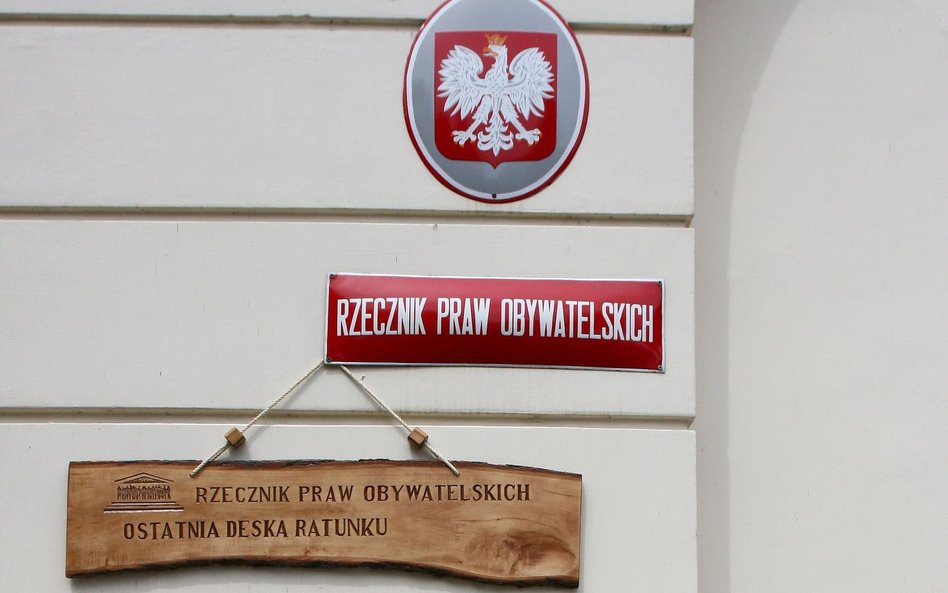 RZECZNIK PRAW OBYWATELSKICH
RZECZNIK PRAW OBYWATELSKICH
OSTATNIA DESKA RATUNKU